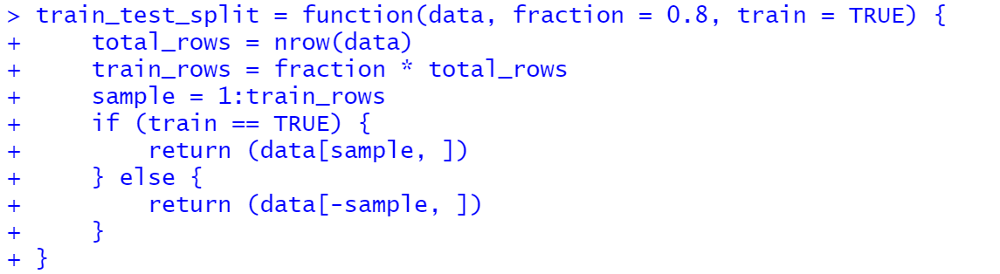 > train_test_split = function(data, fraction = 0.8, train = TRUE) {
+     total_rows = nrow(data)
+     train_rows = fraction * total_rows
+     sample = 1:train_rows
+     if (train == TRUE) {
+         return (data[sample, ])
+     } else {
+         return (data[-sample, ])
+     }
+ }